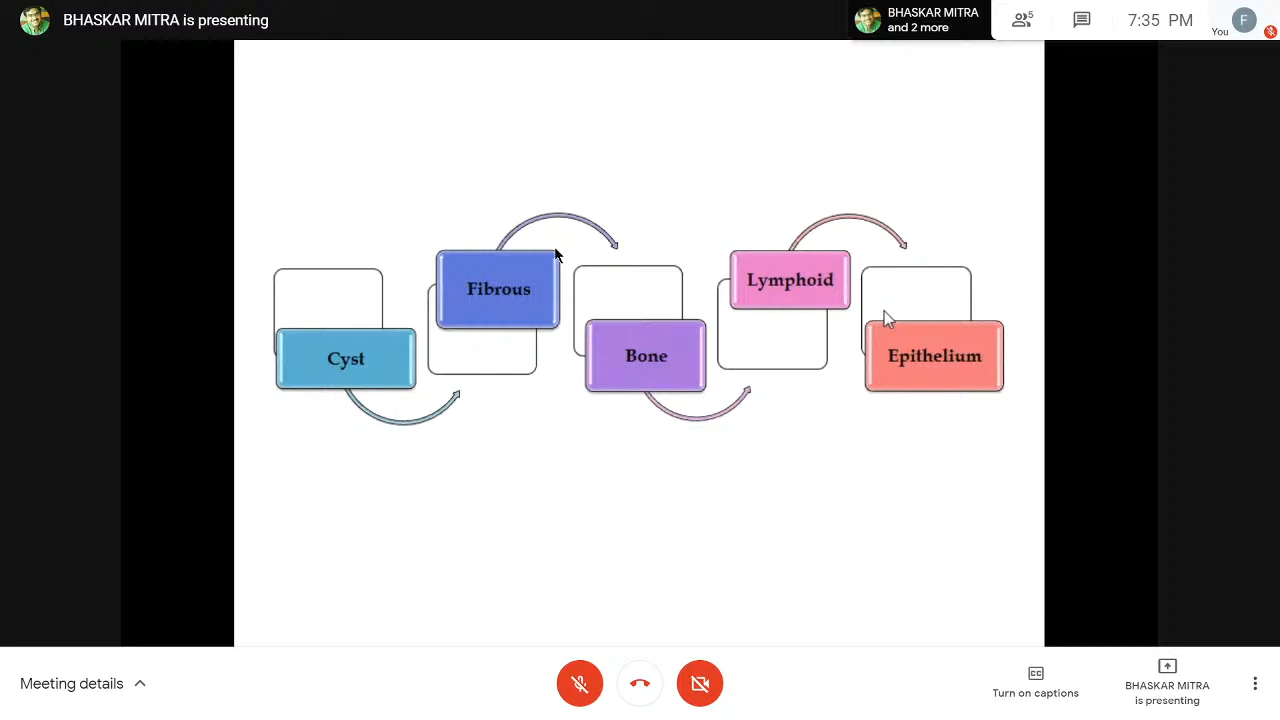 BHASKAR MITRA is presenting
BHASKAR MITRA
and 2 more
5
7:35 PM
You
F
Fibrous
Lymphoid
Cyst
Bone
Epithelium
Meeting details
CC
Turn on captions
BHASKAR MITRA
is presenting